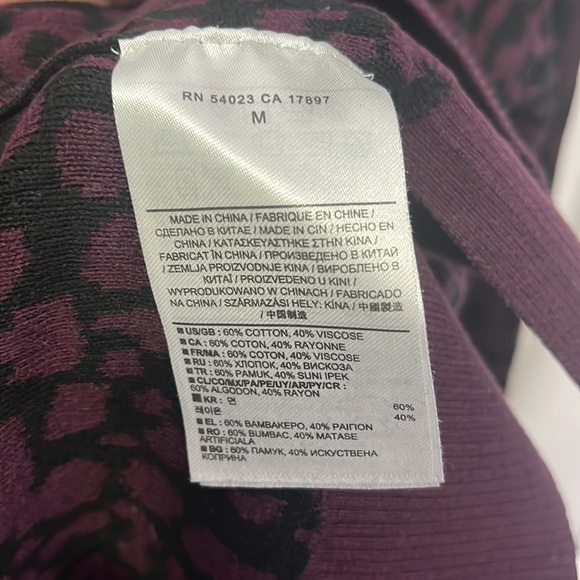 RN 54023 CA 17897
M
MADE IN CHINA / FABRIQUE EN CHINE /
СДЕЛАНО В КИТАЕ / MADE IN CIN / HECHO EN
CHINA / ΚΑΤΑΣΚΕΥΑΣΤΗΚΕ ΣΤΗΝ ΚΙΝΑ /
FABRICAT ÎN CHINA / ПРОИЗВЕДЕНО В КИТАЙ
/ ZEMLJA PROIZVODNJE KINA / ВИРОБЛЕНО В
КИТАЇ / PROIZVEDENO U KINI /
WYPRODUKOWANO W CHINACH / FABRICADO
NA CHINA / SZÁRMAZÁSI HELY: KÍNA / 中國製造
/ 中国制造
■ US/GB : 60% COTTON, 40% VISCOSE
■ CA : 60% COTON, 40% RAYONNE
■ FR/MA : 60% COTON, 40% VISCOSE
■ RU : 60% ХЛОПОК, 40% ВИСКОЗА
■ TR : 60% PAMUK, 40% SUNI IPEK
■ CL/CO/MX/PA/PE/UY/AR/PY/CR :
60% ALGODON, 40% RAYON
■ KR : 면 60%
레이온 40%
■ EL : 60% ΒΑΜΒΑΚΕΡΟ, 40% ΡΑΙΓΙΟΝ
■ RO : 60% BUMBAC, 40% MATASE
ARTIFICIALA
■ BG : 60% ПАМУК, 40% ИЗКУСТВЕН
КОПРИНА